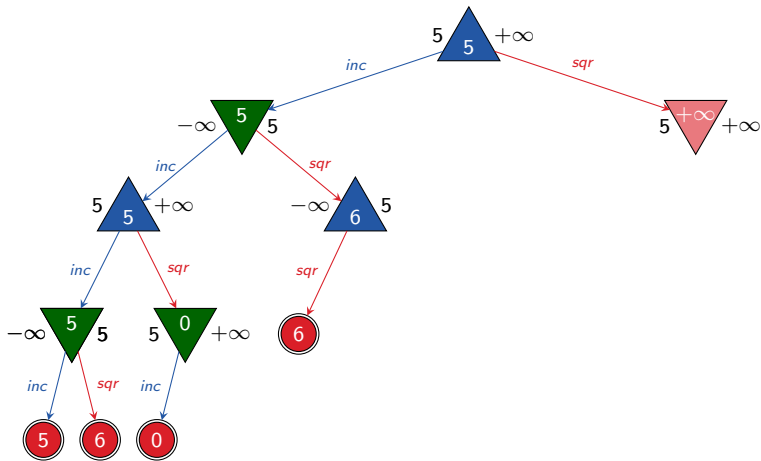 5 5 +∞
inc sqr
−∞ 5 5
5 +∞ +∞
inc sqr
5 5 +∞
−∞ 6 5
inc sqr sqr
−∞ 5 5
5 0 +∞
6
inc sqr inc
5 6 0